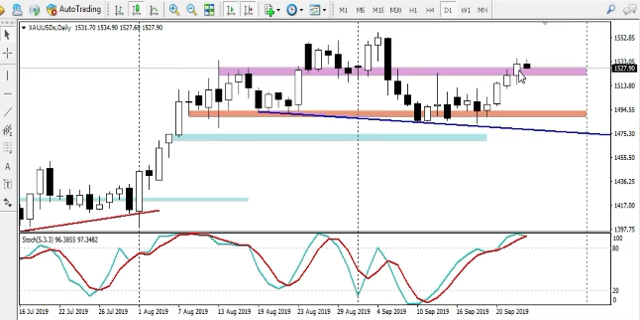 AutoTrading
M1 M5 M15 M30 H1 H4 D1 W1 MN
XAUUSDs,Daily 1531.70 1534.90 1527.60 1527.90
1552.85
1533.05
1527.90
1513.80
1494.55
1475.30
1455.50
1436.25
1417.00
1397.75
Stoch(5,3,3) 96.3855 97.3482
100
80
20
0
16 Jul 2019 22 Jul 2019 26 Jul 2019 1 Aug 2019 7 Aug 2019 13 Aug 2019 19 Aug 2019 23 Aug 2019 29 Aug 2019 4 Sep 2019 10 Sep 2019 16 Sep 2019 20 Sep 2019